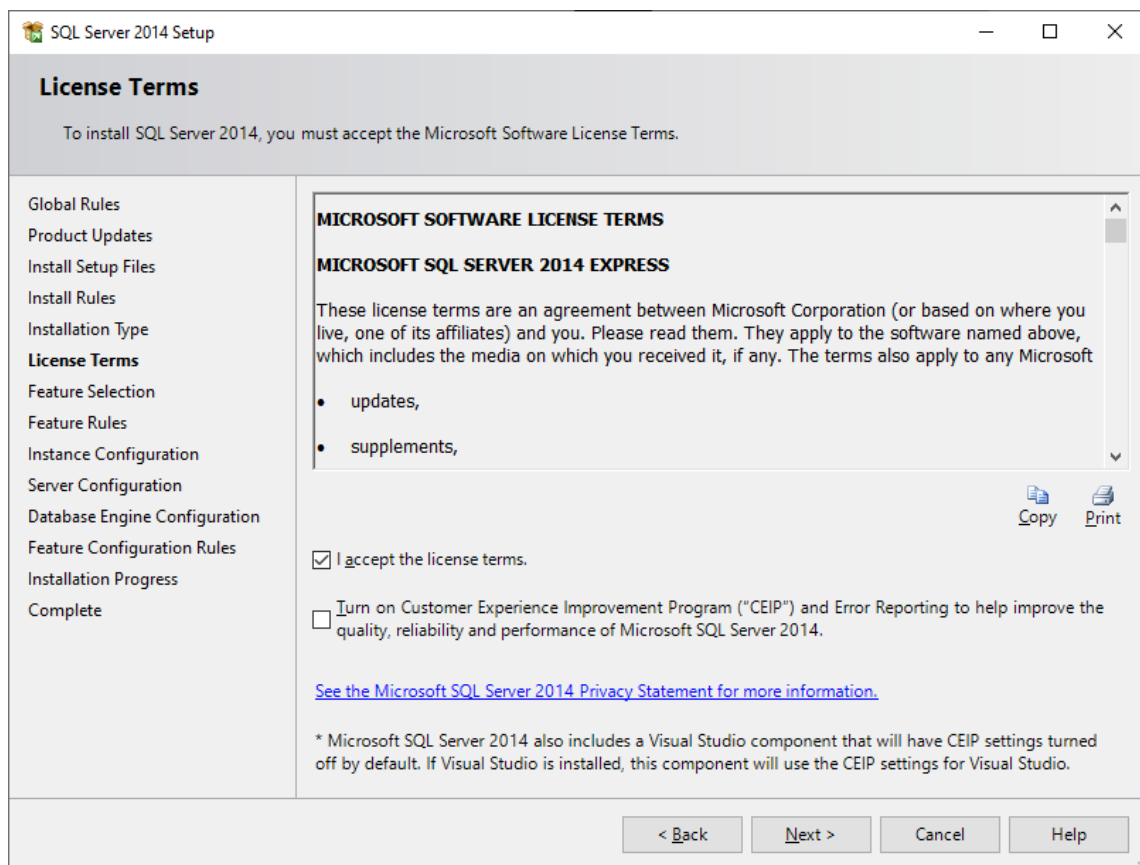 SQL Server 2014 Setup
License Terms
To install SQL Server 2014, you must accept the Microsoft Software License Terms.
Global Rules
Product Updates
Install Setup Files
Install Rules
Installation Type
License Terms
Feature Selection
Feature Rules
Instance Configuration
Server Configuration
Database Engine Configuration
Feature Configuration Rules
Installation Progress
Complete
MICROSOFT SOFTWARE LICENSE TERMS
MICROSOFT SQL SERVER 2014 EXPRESS
These license terms are an agreement between Microsoft Corporation (or based on where you
live, one of its affiliates) and you. Please read them. They apply to the software named above,
which includes the media on which you received it, if any. The terms also apply to any Microsoft
• updates,
• supplements,
Copy Print
I accept the license terms.
Turn on Customer Experience Improvement Program ("CEIP") and Error Reporting to help improve the
quality, reliability and performance of Microsoft SQL Server 2014.
See the Microsoft SQL Server 2014 Privacy Statement for more information.
* Microsoft SQL Server 2014 also includes a Visual Studio component that will have CEIP settings turned
off by default. If Visual Studio is installed, this component will use the CEIP settings for Visual Studio.
< Back Next > Cancel Help